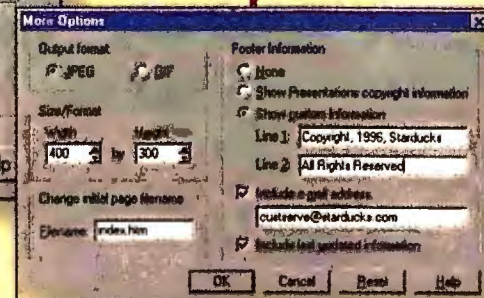 More Options
Output format
JPEG
GIF
Size/Format
Width
Height
400 by 300
Change initial page filename
Filename: index.htm
Footer Information
None
Show Presentations copyright information
Show custom information
Line 1: Copyright, 1996, Starducks
Line 2: All Rights Reserved
Include e-mail address
custserve@starducks.com
Include last updated information
OK
Cancel
Reset
Help